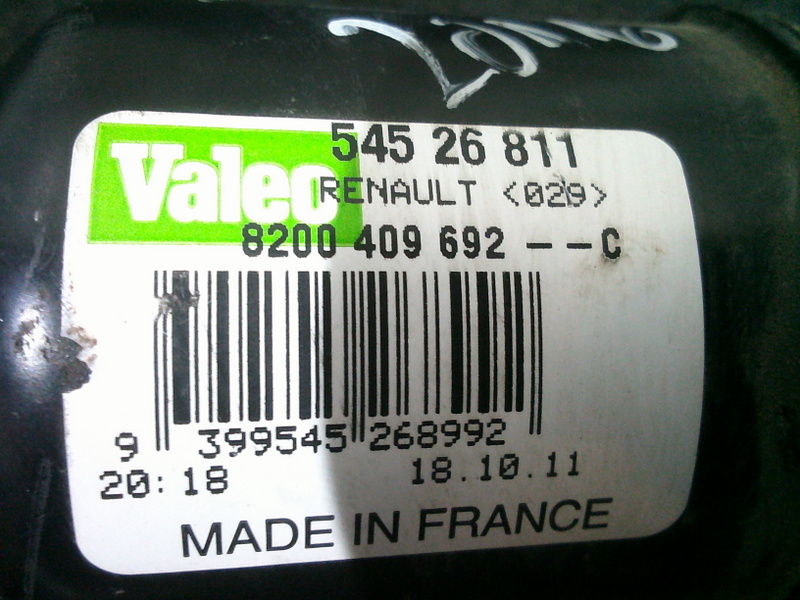 545 26 811
Valeo
RENAULT <029>
8200 409 692 ––C
9 399545 268992
20:18 18.10.11
MADE IN FRANCE